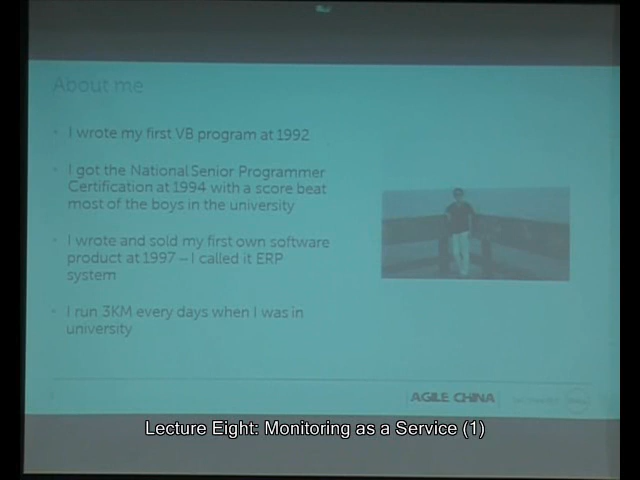 About me
I wrote my first VB program at 1992
I got the National Senior Programmer
Certification at 1994 with a score beat
most of the boys in the university
I wrote and sold my first own software
product at 1997 – I called it ERP
system
I run 3KM every days when I was in
university
AGILE CHINA
Lecture Eight: Monitoring as a Service (1)